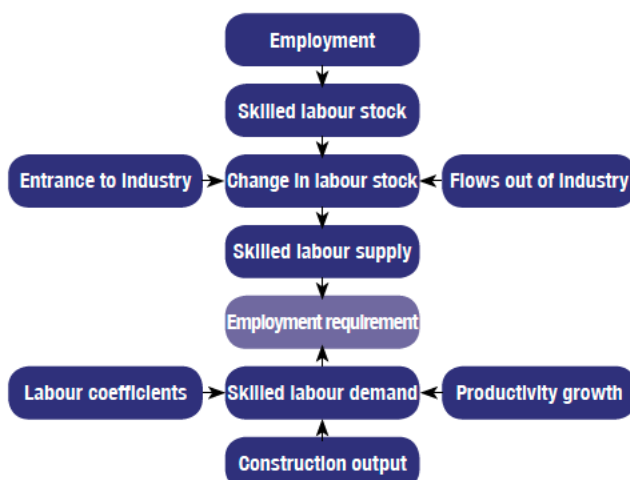 Employment
Skilled labour stock
Entrance to Industry
Change in labour stock
Flows out of Industry
Skilled labour supply
Employment requirement
Labour coefficients
Skilled labour demand
Productivity growth
Construction output